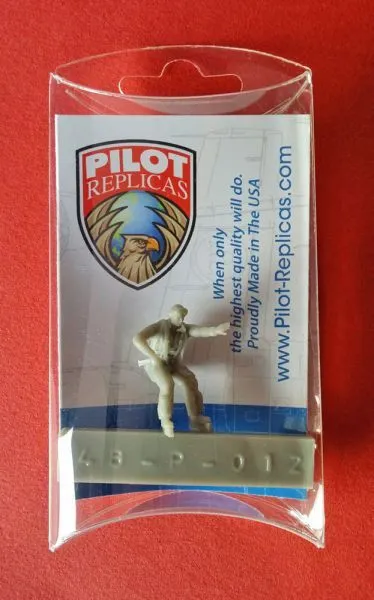 PILOT
REPLICAS
When only
the highest quality will do.
Proudly Made in The USA
www.Pilot-Replicas.com
48-P-012